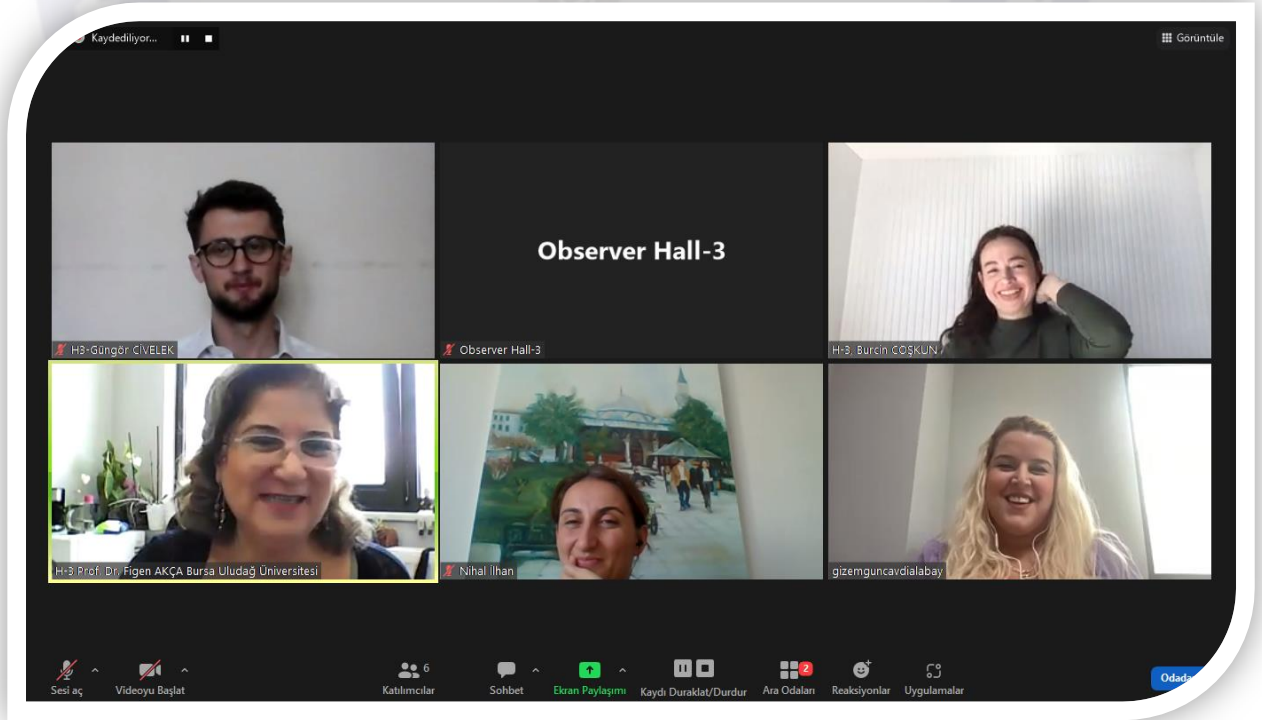 Kaydediliyor...
Görüntüle
Observer Hall-3
H3-Güngör CİVELEK
Observer Hall-3
H-3, Burcin COŞKUN
H-3 Prof. Dr. Figen AKÇA Bursa Uludağ Üniversitesi
Nihal İlhan
gizemguncavdialabay
6
2
Sesi aç
Videoyu Başlat
Katılımcılar
Sohbet
Ekran Paylaşımı
Kaydı Duraklat/Durdur
Ara Odaları
Reaksiyonlar
Uygulamalar